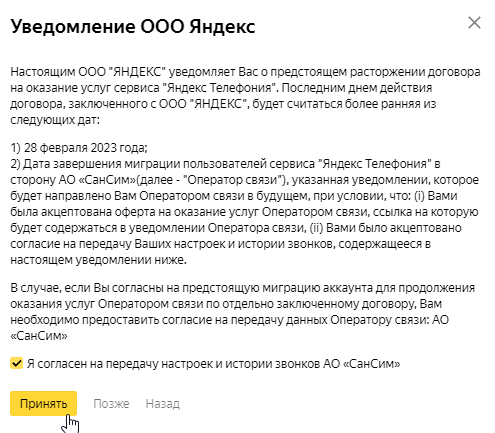 Уведомление ООО Яндекс
Настоящим ООО "ЯНДЕКС" уведомляет Вас о предстоящем расторжении договора
на оказание услуг сервиса "Яндекс Телефония". Последним днем действия
договора, заключенного с ООО "ЯНДЕКС", будет считаться более ранняя из
следующих дат:
1) 28 февраля 2023 года;
2) Дата завершения миграции пользователей сервиса "Яндекс Телефония" в
сторону АО «СанСим»(далее - "Оператор связи"), указанная уведомлении, которое
будет направлено Вам Оператором связи в будущем, при условии, что: (i) Вами
была акцептована оферта на оказание услуг Оператором связи, ссылка на которую
будет содержаться в уведомлении Оператора связи, (ii) Вами было акцептовано
согласие на передачу Ваших настроек и истории звонков, содержащееся в
настоящем уведомлении ниже.
В случае, если Вы согласны на предстоящую миграцию аккаунта для продолжения
оказания услуг Оператором связи по отдельно заключенному договору, Вам
необходимо предоставить согласие на передачу данных Оператору связи: АО
«СанСим»
Я согласен на передачу настроек и истории звонков АО «СанСим»
Принять Позже Назад